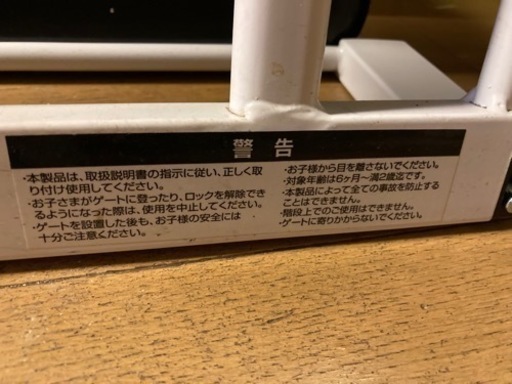 警告
・本製品は、取扱説明書の指示に従い、正しく取
り付け使用してください。
・お子さまがゲートに登ったり、ロックを解除でき
るようになった際は、使用を中止してください。
・ゲートを設置した後も、お子様の安全には
十分ご注意ください。
・お子様から目を離さないでください。
・対象年齢は6ヶ月〜満2歳迄です。
・本製品によって全ての事故を防止する
ことはできません。
・階段上でのご使用はできません。
・ゲートに寄りかからないでください。